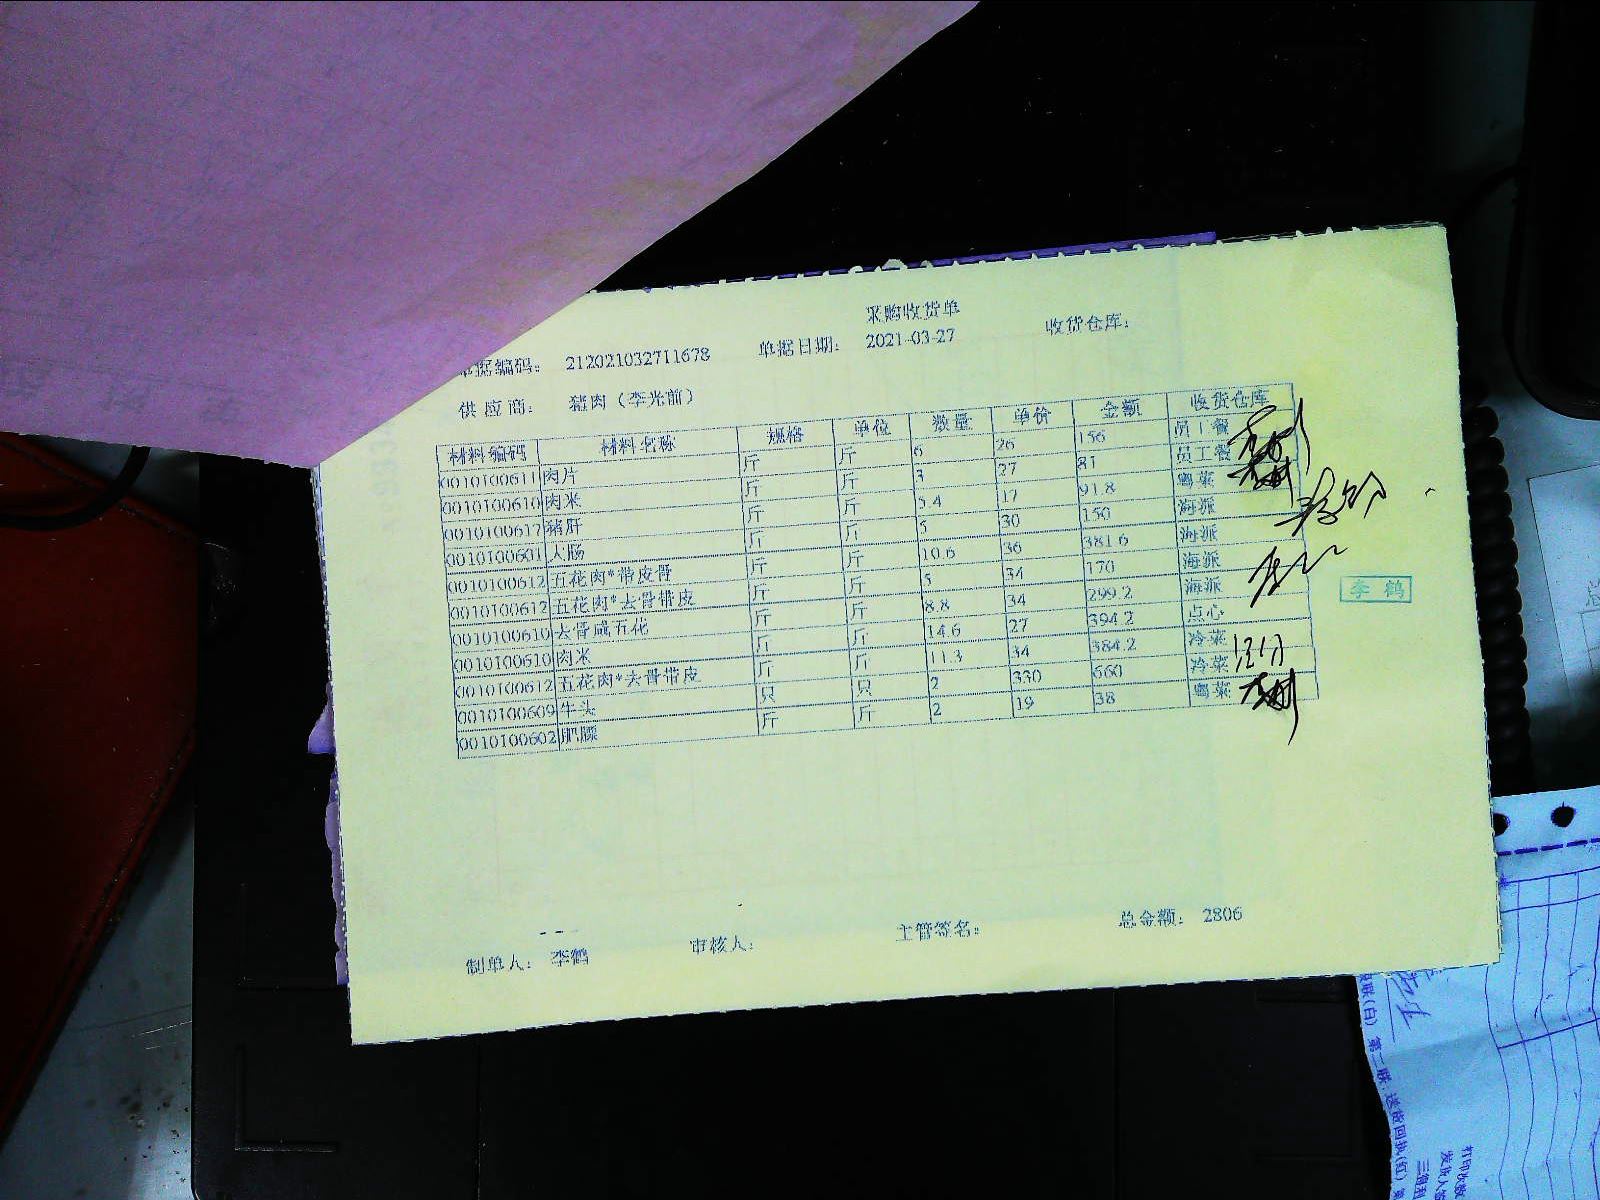 采购收货单
单据编码： 212021032711678 单据日期： 2021-03-27 收货仓库：
供应商： 猪肉（李光前）
材料编码 材料名称 规格 单位 数量 单价 金额 收货仓库
0010100611 肉片 斤 斤 6 26 156 员工餐
0010100610 肉米 斤 斤 3 27 81 员工餐
0010100617 猪肝 斤 斤 5.4 17 91.8 粤菜
0010100601 大肠 斤 斤 5 30 150 海派
0010100612 五花肉*带皮骨 斤 斤 10.6 36 381.6 海派
0010100612 五花肉*去骨带皮 斤 斤 5 34 170 海派
0010100610 去骨咸五花 斤 斤 8.8 34 299.2 海派
0010100610 肉米 斤 斤 14.6 27 394.2 点心
0010100612 五花肉*去骨带皮 斤 斤 11.3 34 384.2 冷菜
0010100609 牛头 只 只 2 330 660 冷菜
0010100602 肥膘 斤 斤 2 19 38 粤菜
李鹤
制单人： 李鹤 审核人： 主管签名： 总金额： 2806
联(白) 第二联：送货回执(红)